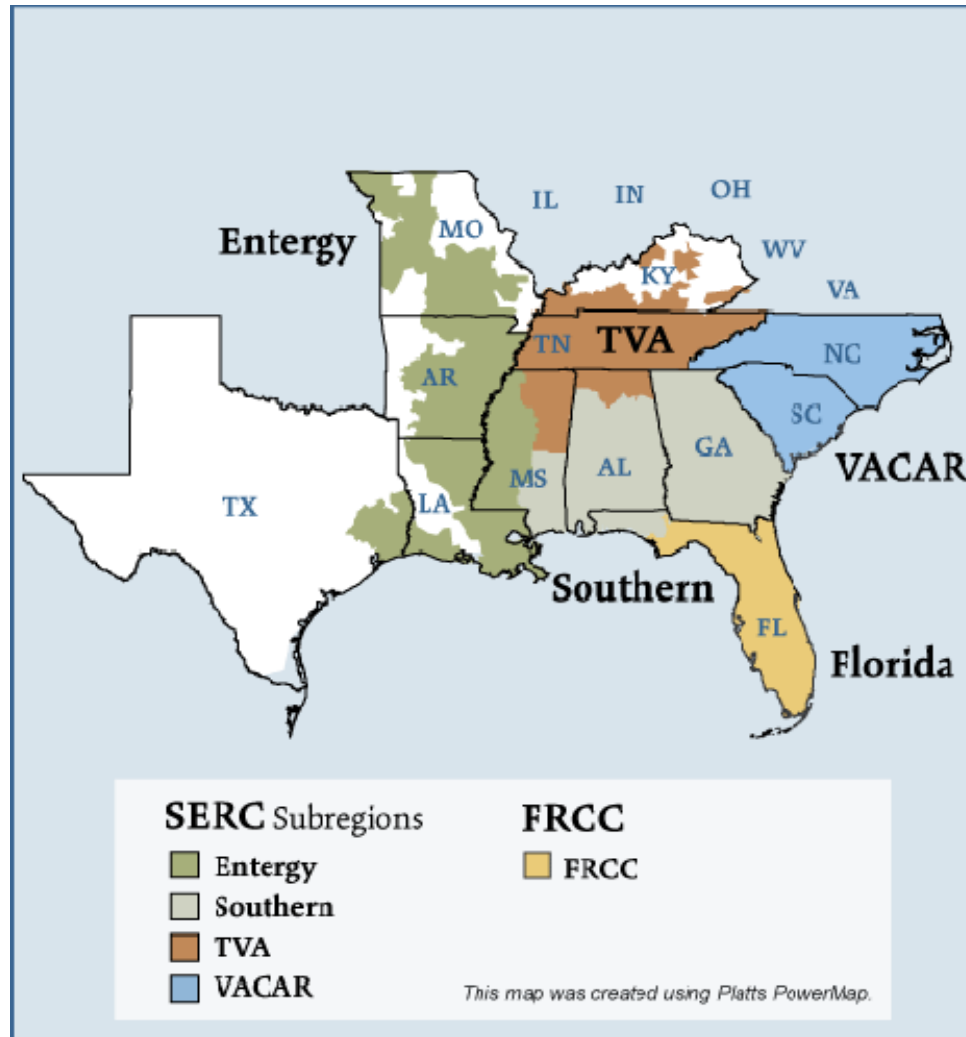 IL
IN
OH
MO
Entergy
WV
KY
VA
TN
TVA
NC
AR
SC
GA
AL
MS
VACAR
LA
TX
Southern
FL
Florida
SERC Subregions
Entergy
Southern
TVA
VACAR
FRCC
FRCC
This map was created using Platts PowerMap.